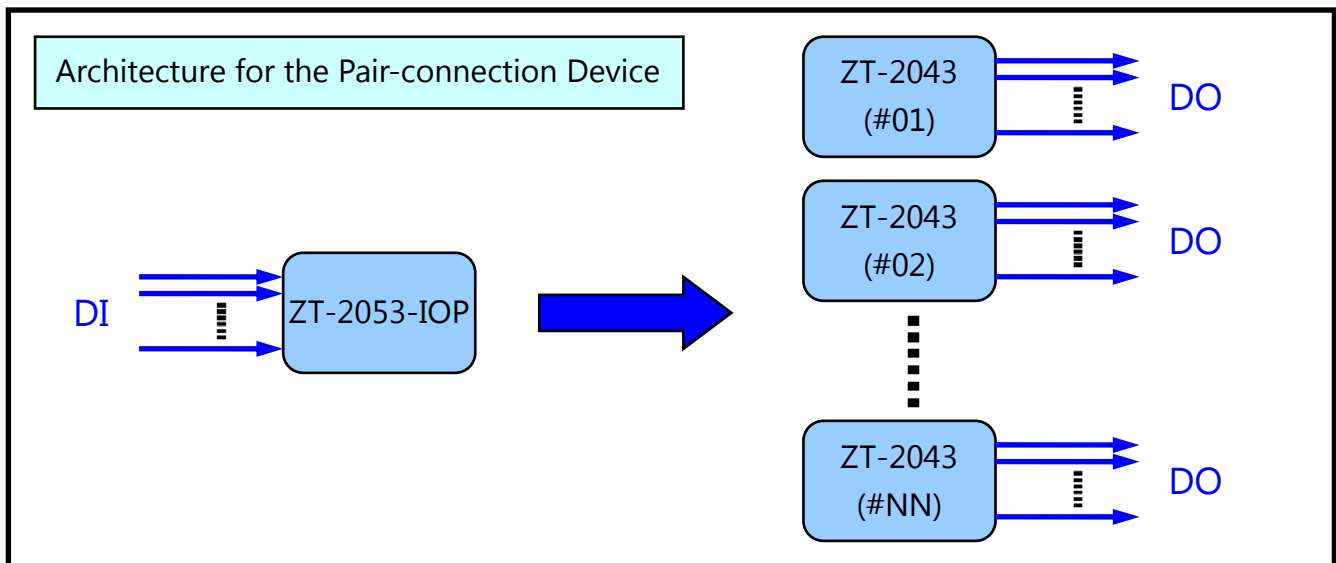 Architecture for the Pair-connection Device
DI
ZT-2053-IOP
ZT-2043
(#01)
DO
ZT-2043
(#02)
DO
ZT-2043
(#NN)
DO